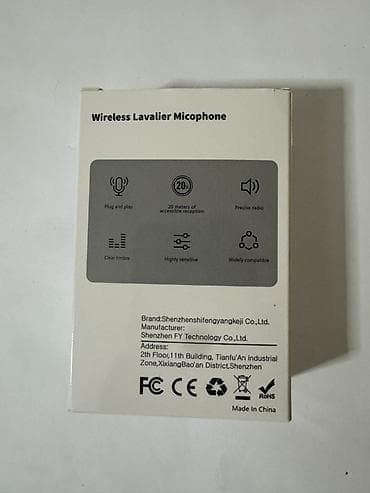 Wireless Lavalier Micophone
20
Plug and play
20 meters of
accessible reception
Precise radio
Clear timbre
Highly sensitive
Widely compatible
Brand:Shenzhenshifengyangkeji Co.,Ltd.
Manufacturer:
Shenzhen FY Technology Co.,Ltd.
Address:
2th Floor,11th Building, Tianfu'An industrial
Zone,XixiangBao'an District,Shenzhen
FC CE RoHS
Made In China